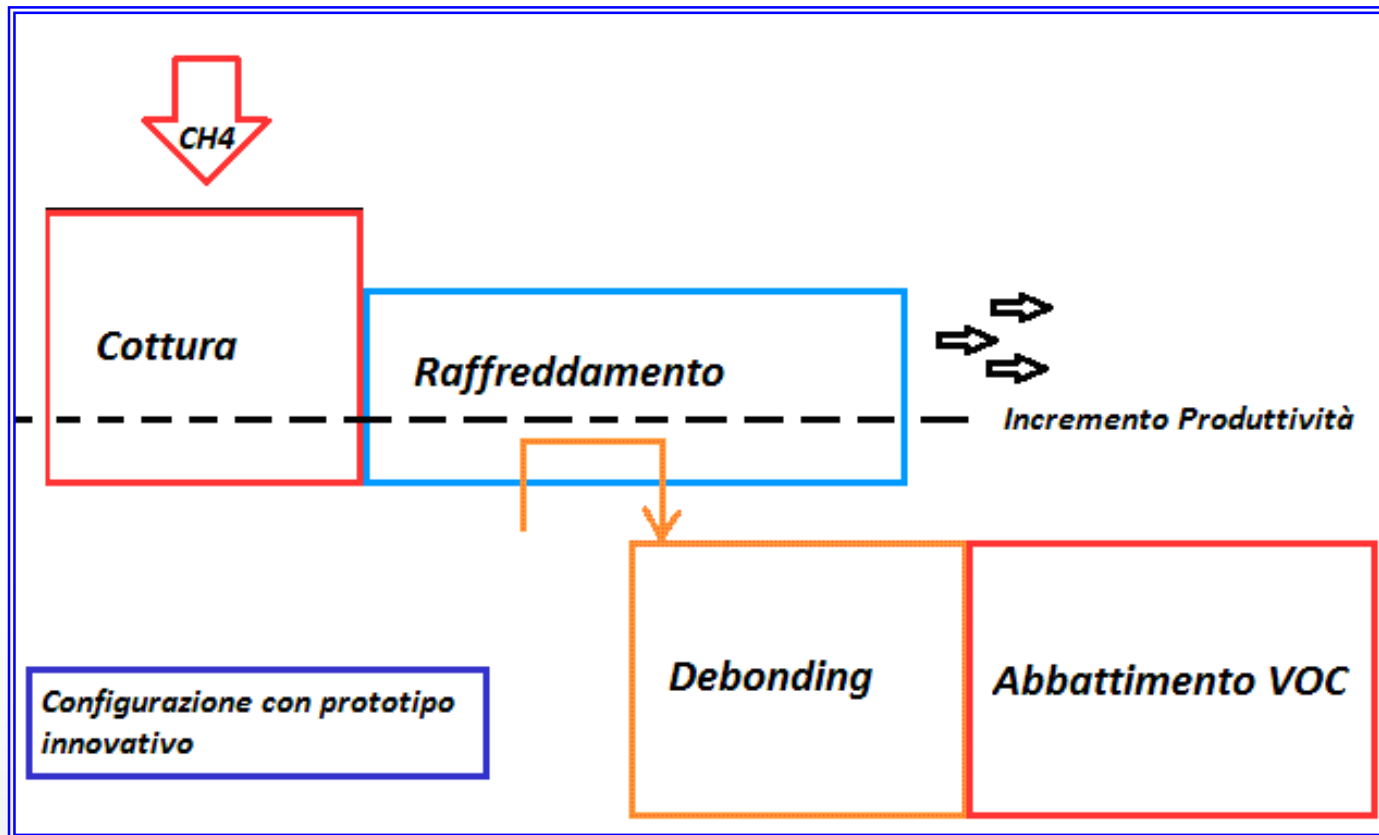 CH4
Cottura
Raffreddamento
Incremento Produttività
Debonding
Abbattimento VOC
Configurazione con prototipo
innovativo